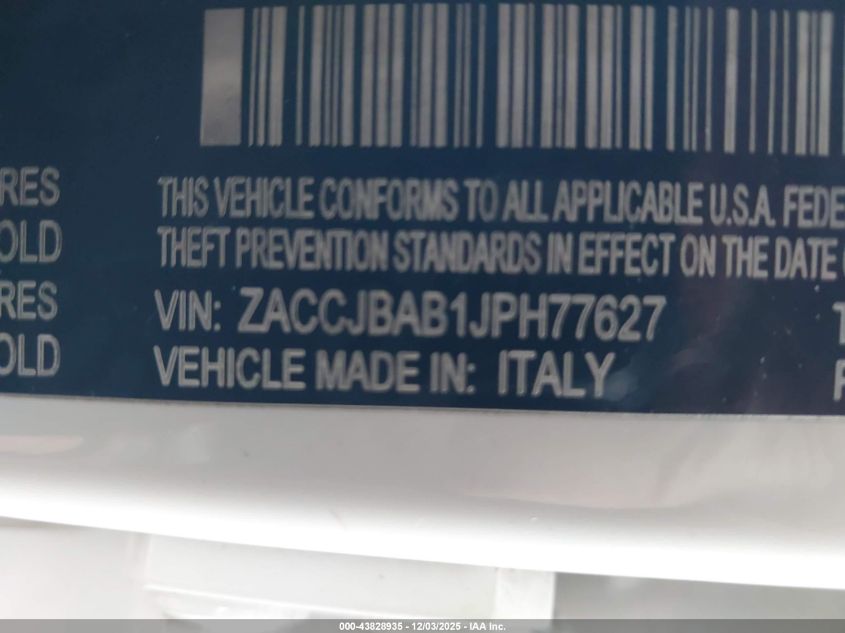 RES
OLD
RES
OLD
THIS VEHICLE CONFORMS TO ALL APPLICABLE U.S.A. FEDE
THEFT PREVENTION STANDARDS IN EFFECT ON THE DATE
VIN: ZACCJBAB1JPH77627
VEHICLE MADE IN: ITALY
000-43828935 - 12/03/2025 - IAA Inc.